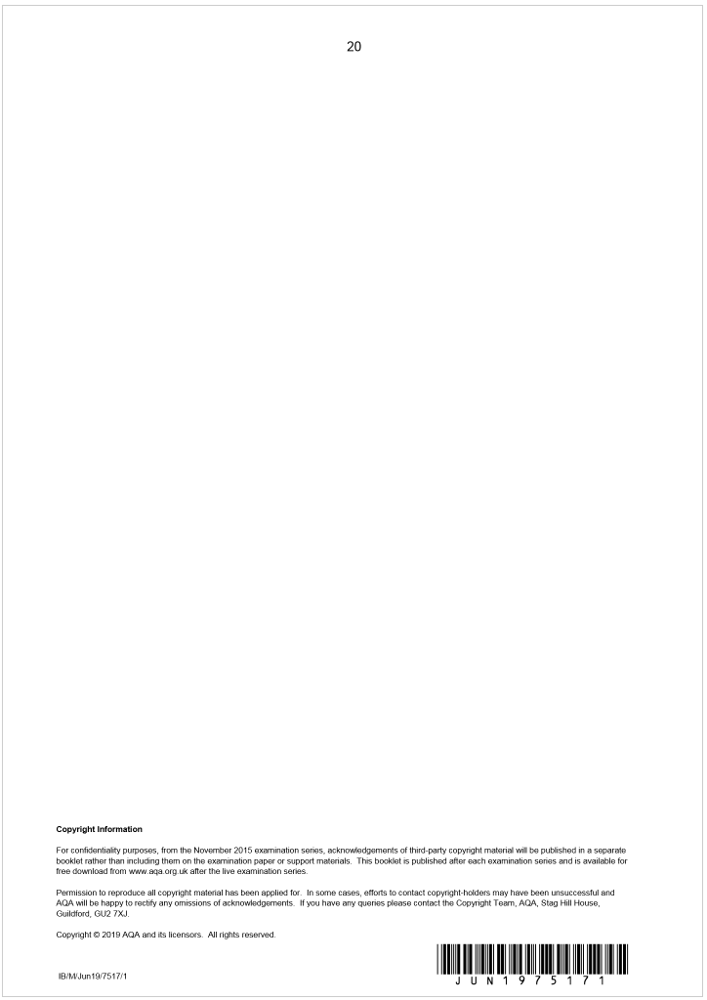 20
Copyright Information
For confidentiality purposes, from the November 2015 examination series, acknowledgements of third-party copyright material will be published in a separate
booklet rather than including them on the examination paper or support materials.  This booklet is published after each examination series and is available for
free download from www.aqa.org.uk after the live examination series.
Permission to reproduce all copyright material has been applied for.  In some cases, efforts to contact copyright-holders may have been unsuccessful and
AQA will be happy to rectify any omissions of acknowledgements.  If you have any queries please contact the Copyright Team, AQA, Stag Hill House,
Guildford, GU2 7XJ.
Copyright © 2019 AQA and its licensors.  All rights reserved.
IB/M/Jun19/7517/1
J U N 1 9 7 5 1 7 1